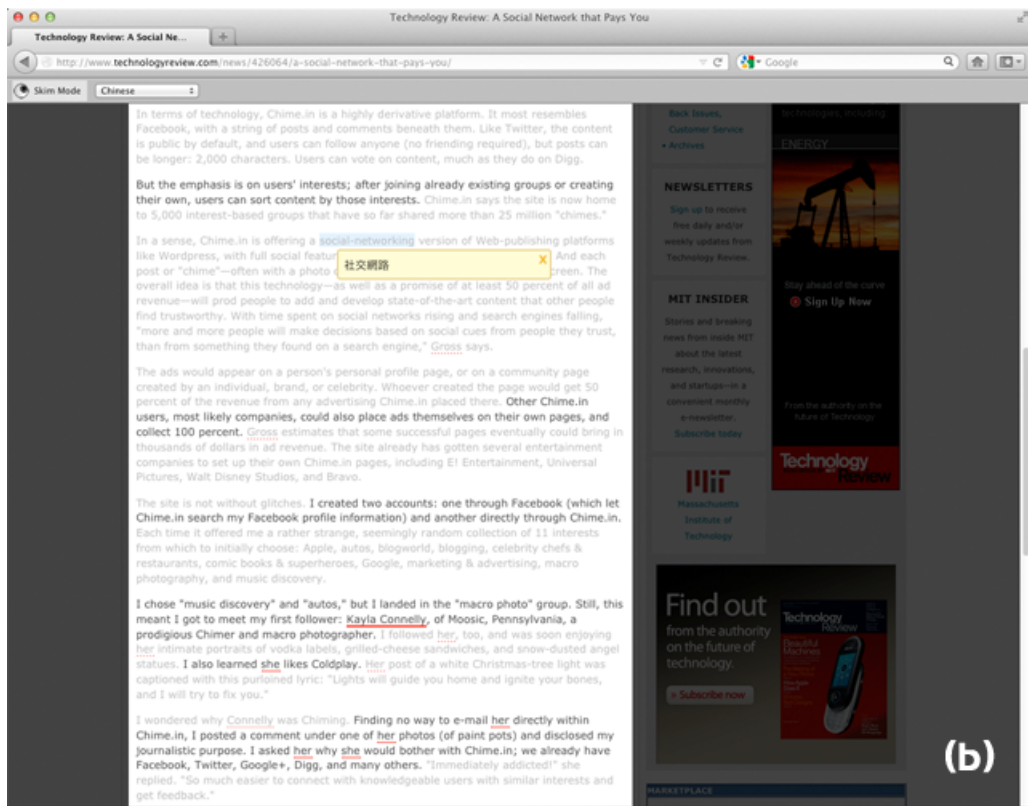 Technology Review: A Social Network that Pays You
Technology Review: A Social Ne...
http://www.technologyreview.com/news/426064/a-social-network-that-pays-you/
Google
Skim Mode
Chinese
In terms of technology, Chime.in is a highly derivative platform. It most resembles
Facebook, with a string of posts and comments beneath them. Like Twitter, the content
is public by default, and users can follow anyone (no friending required), but posts can
be longer: 2,000 characters. Users can vote on content, much as they do on Digg.
But the emphasis is on users' interests; after joining already existing groups or creating
their own, users can sort content by those interests. Chime.in says the site is now home
to 5,000 interest-based groups that have so far shared more than 25 million "chimes."
In a sense, Chime.in is offering a social-networking version of Web-publishing platforms
like Wordpress, with full social featur And each
社交網路
X
post or "chime"—often with a photo creen. The
overall idea is that this technology—as well as a promise of at least 50 percent of all ad
revenue—will prod people to add and develop state-of-the-art content that other people
find trustworthy. With time spent on social networks rising and search engines falling,
"more and more people will make decisions based on social cues from people they trust,
than from something they found on a search engine," Gross says.
The ads would appear on a person's personal profile page, or on a community page
created by an individual, brand, or celebrity. Whoever created the page would get 50
percent of the revenue from any advertising Chime.in placed there. Other Chime.in
users, most likely companies, could also place ads themselves on their own pages, and
collect 100 percent. Gross estimates that some successful pages eventually could bring in
thousands of dollars in ad revenue. The site already has gotten several entertainment
companies to set up their own Chime.in pages, including E! Entertainment, Universal
Pictures, Walt Disney Studios, and Bravo.
The site is not without glitches. I created two accounts: one through Facebook (which let
Chime.in search my Facebook profile information) and another directly through Chime.in.
Each time it offered me a rather strange, seemingly random collection of 11 interests
from which to initially choose: Apple, autos, blogworld, blogging, celebrity chefs &
restaurants, comic books & superheroes, Google, marketing & advertising, macro
photography, and music discovery.
I chose "music discovery" and "autos," but I landed in the "macro photo" group. Still, this
meant I got to meet my first follower: Kayla Connelly, of Moosic, Pennsylvania, a
prodigious Chimer and macro photographer. I followed her, too, and was soon enjoying
her intimate portraits of vodka labels, grilled-cheese sandwiches, and snow-dusted angel
statues. I also learned she likes Coldplay. Her post of a white Christmas-tree light was
captioned with this purloined lyric: "Lights will guide you home and ignite your bones,
and I will try to fix you."
I wondered why Connelly was Chiming. Finding no way to e-mail her directly within
Chime.in, I posted a comment under one of her photos (of paint pots) and disclosed my
journalistic purpose. I asked her why she would bother with Chime.in; we already have
Facebook, Twitter, Google+, Digg, and many others. "Immediately addicted!" she
replied. "So much easier to connect with knowledgeable users with similar interests and
get feedback."
Back Issues,
Customer Service
• Archives
NEWSLETTERS
Sign up to receive
free daily and/or
weekly updates from
Technology Review.
MIT INSIDER
Stories and breaking
news from inside MIT
about the latest
research, innovations,
and startups—in a
convenient monthly
e-newsletter.
Subscribe today
MIT
Massachusetts
Institute of
Technology
technologies, including
ENERGY
Stay ahead of the curve
Sign Up Now
From the authority on the
future of Technology
Technology
Review
Find out
from the authority
on the future of
technology.
» Subscribe now
Technology
Review
Beautiful
Machines
(b)
MARKETPLACE